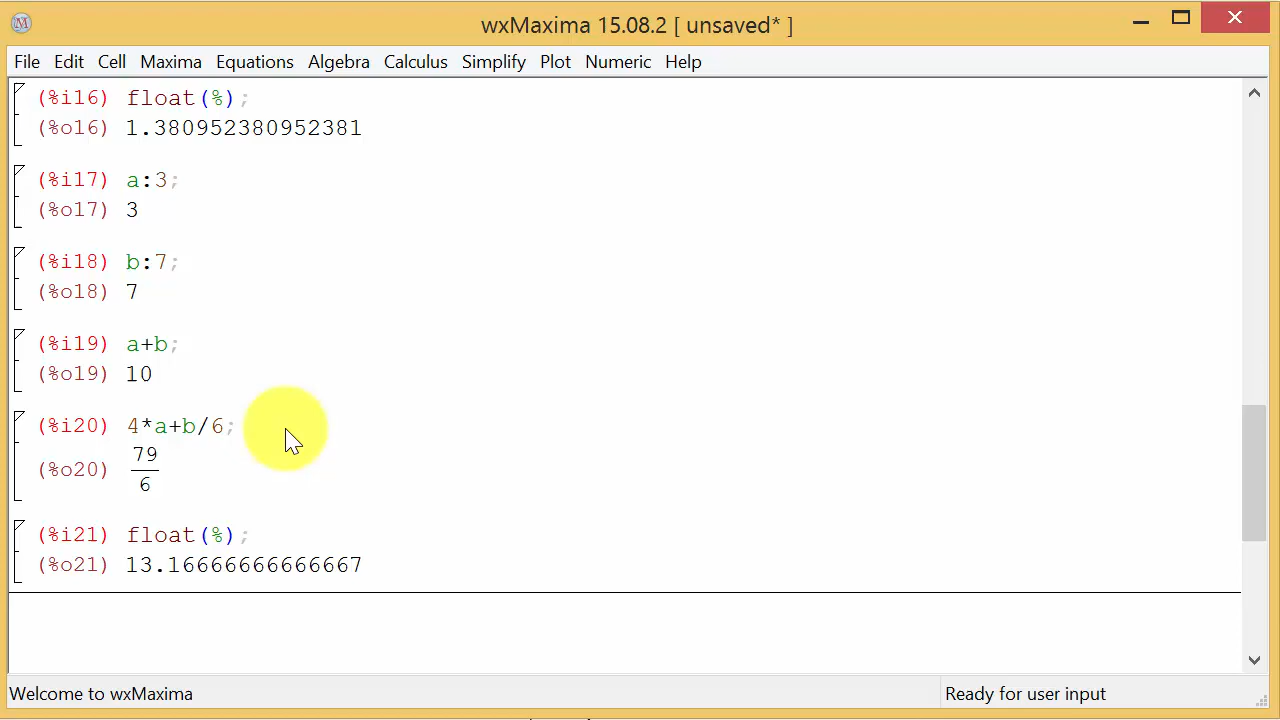 wxMaxima 15.08.2 [ unsaved* ]
File Edit Cell Maxima Equations Algebra Calculus Simplify Plot Numeric Help
(%i16) float(%);
(%o16) 1.380952380952381
(%i17) a:3;
(%o17) 3
(%i18) b:7;
(%o18) 7
(%i19) a+b;
(%o19) 10
(%i20) 4*a+b/6;
79
(%o20)
6
(%i21) float(%);
(%o21) 13.16666666666667
Welcome to wxMaxima Ready for user input